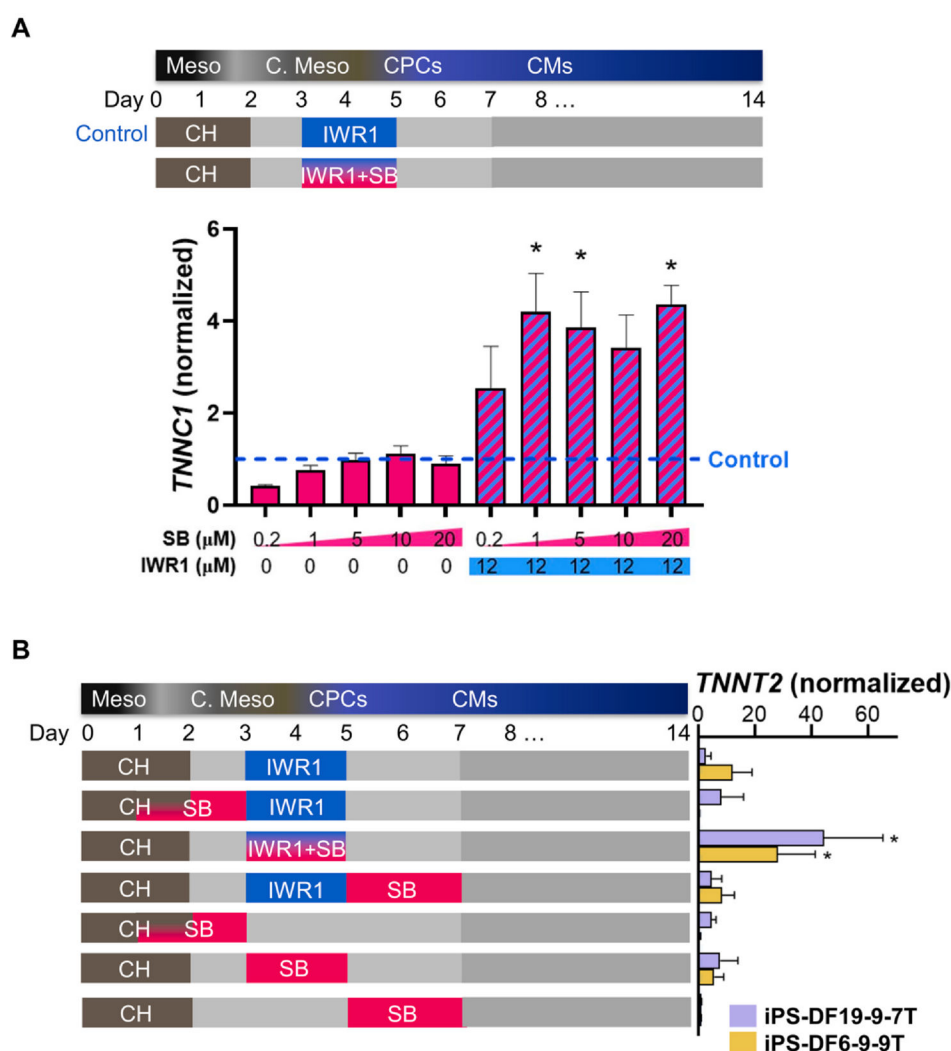 A
Meso C. Meso CPCs CMs
Day 0 1 2 3 4 5 6 7 8 ... 14
Control CH IWR1
CH IWR1+SB
TNNC1 (normalized)
6
4
2
0
* * *
Control
SB (μM) 0.2 1 5 10 20 0.2 1 5 10 20
IWR1 (μM) 0 0 0 0 0 12 12 12 12 12
B
TNNT2 (normalized)
Meso C. Meso CPCs CMs
0 20 40 60
Day 0 1 2 3 4 5 6 7 8 ... 14
CH IWR1
CH SB IWR1
CH IWR1+SB *
*
CH IWR1 SB
CH SB
CH SB
CH SB
iPS-DF19-9-7T
iPS-DF6-9-9T